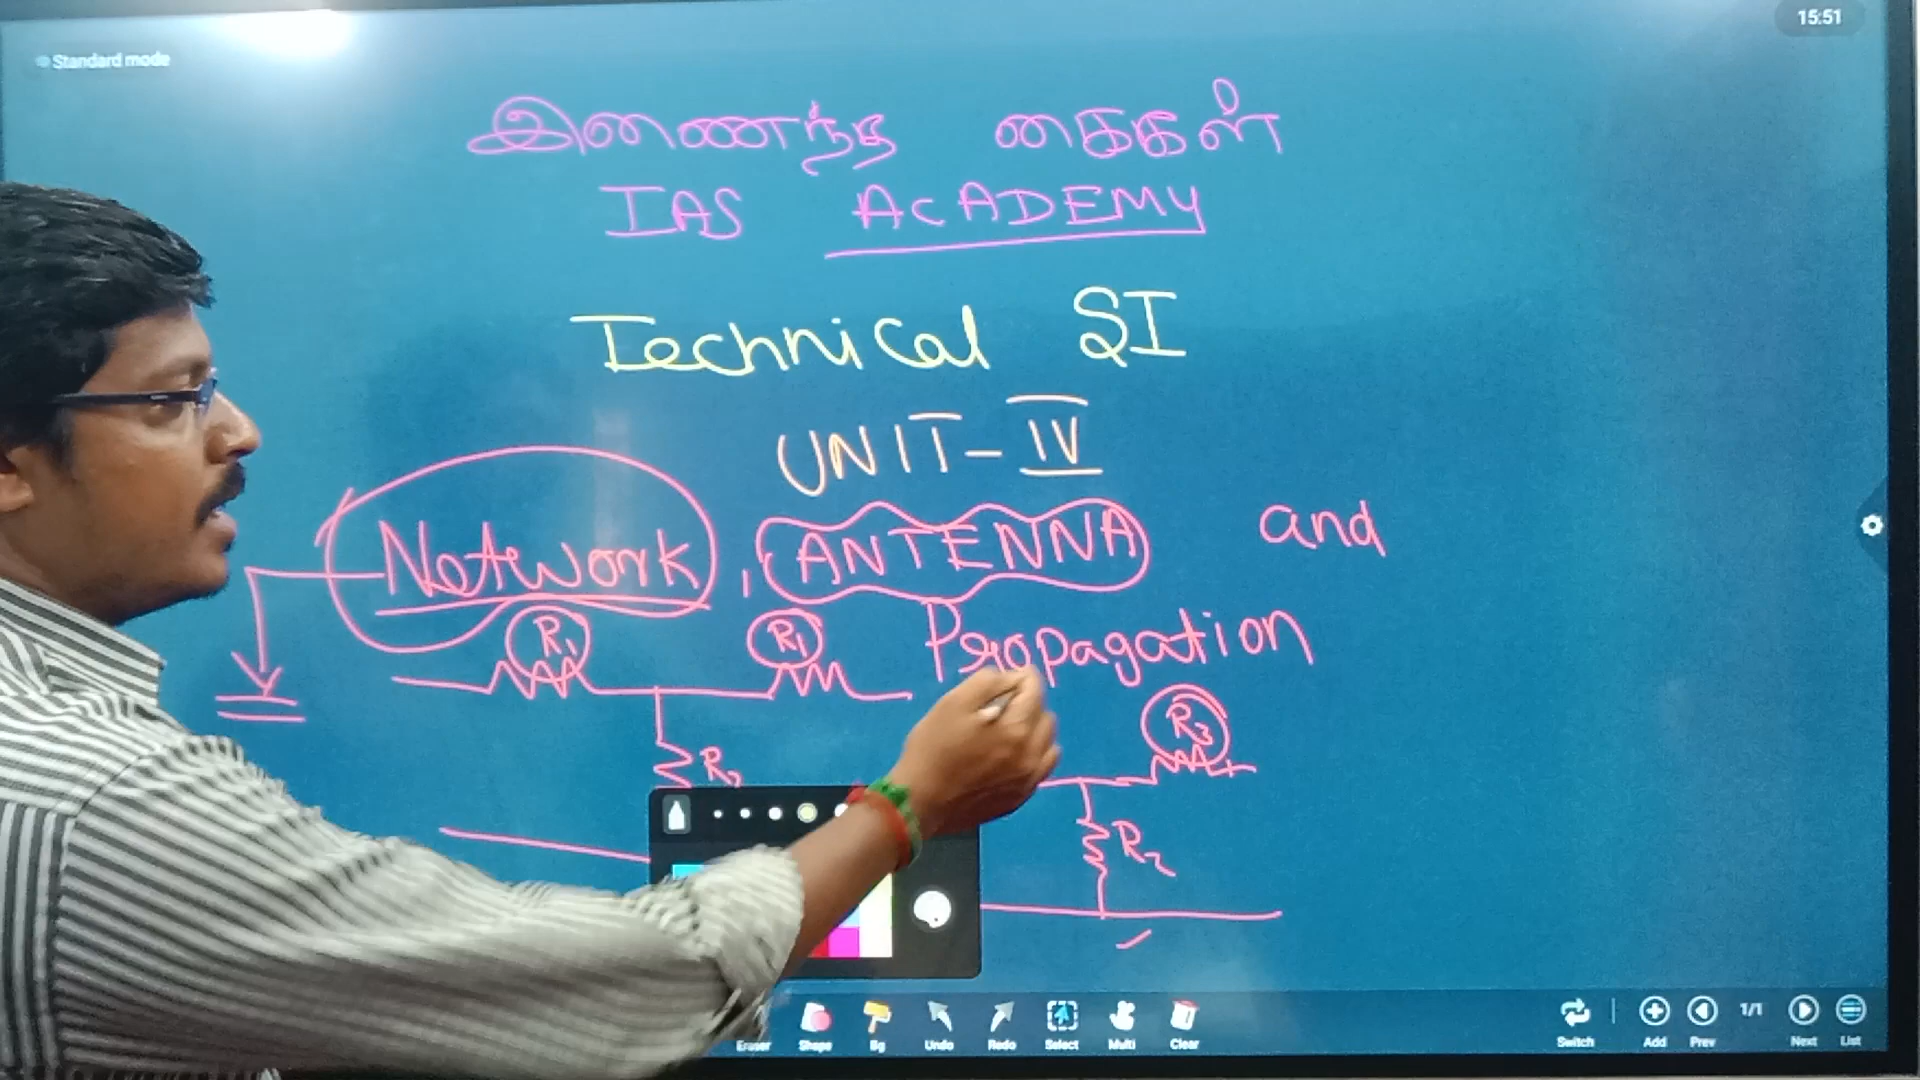 15:51
Standard mode
இணைந்த கைகள்
IAS ACADEMY
Technical SI
UNIT-IV
Network, ANTENNA and
Propagation
R1 R1
R3
R2
Eraser Shape Bg Undo Redo Select Multi Clear Switch Add Prev 1/1 Next List